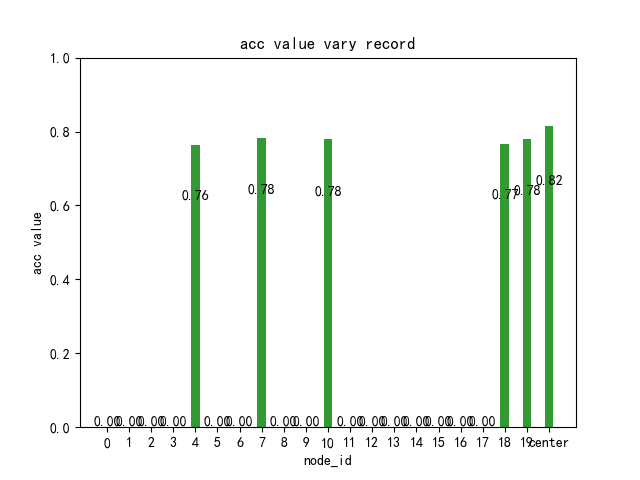 acc value vary record
1.0
0.8
0.6
0.4
0.2
0.0
acc value
0.00 0.00 0.00 0.00 0.76 0.00 0.00 0.78 0.00 0.00 0.78 0.00 0.00 0.00 0.00 0.00 0.00 0.00 0.77 0.78 0.82
0 1 2 3 4 5 6 7 8 9 10 11 12 13 14 15 16 17 18 19 center
node_id